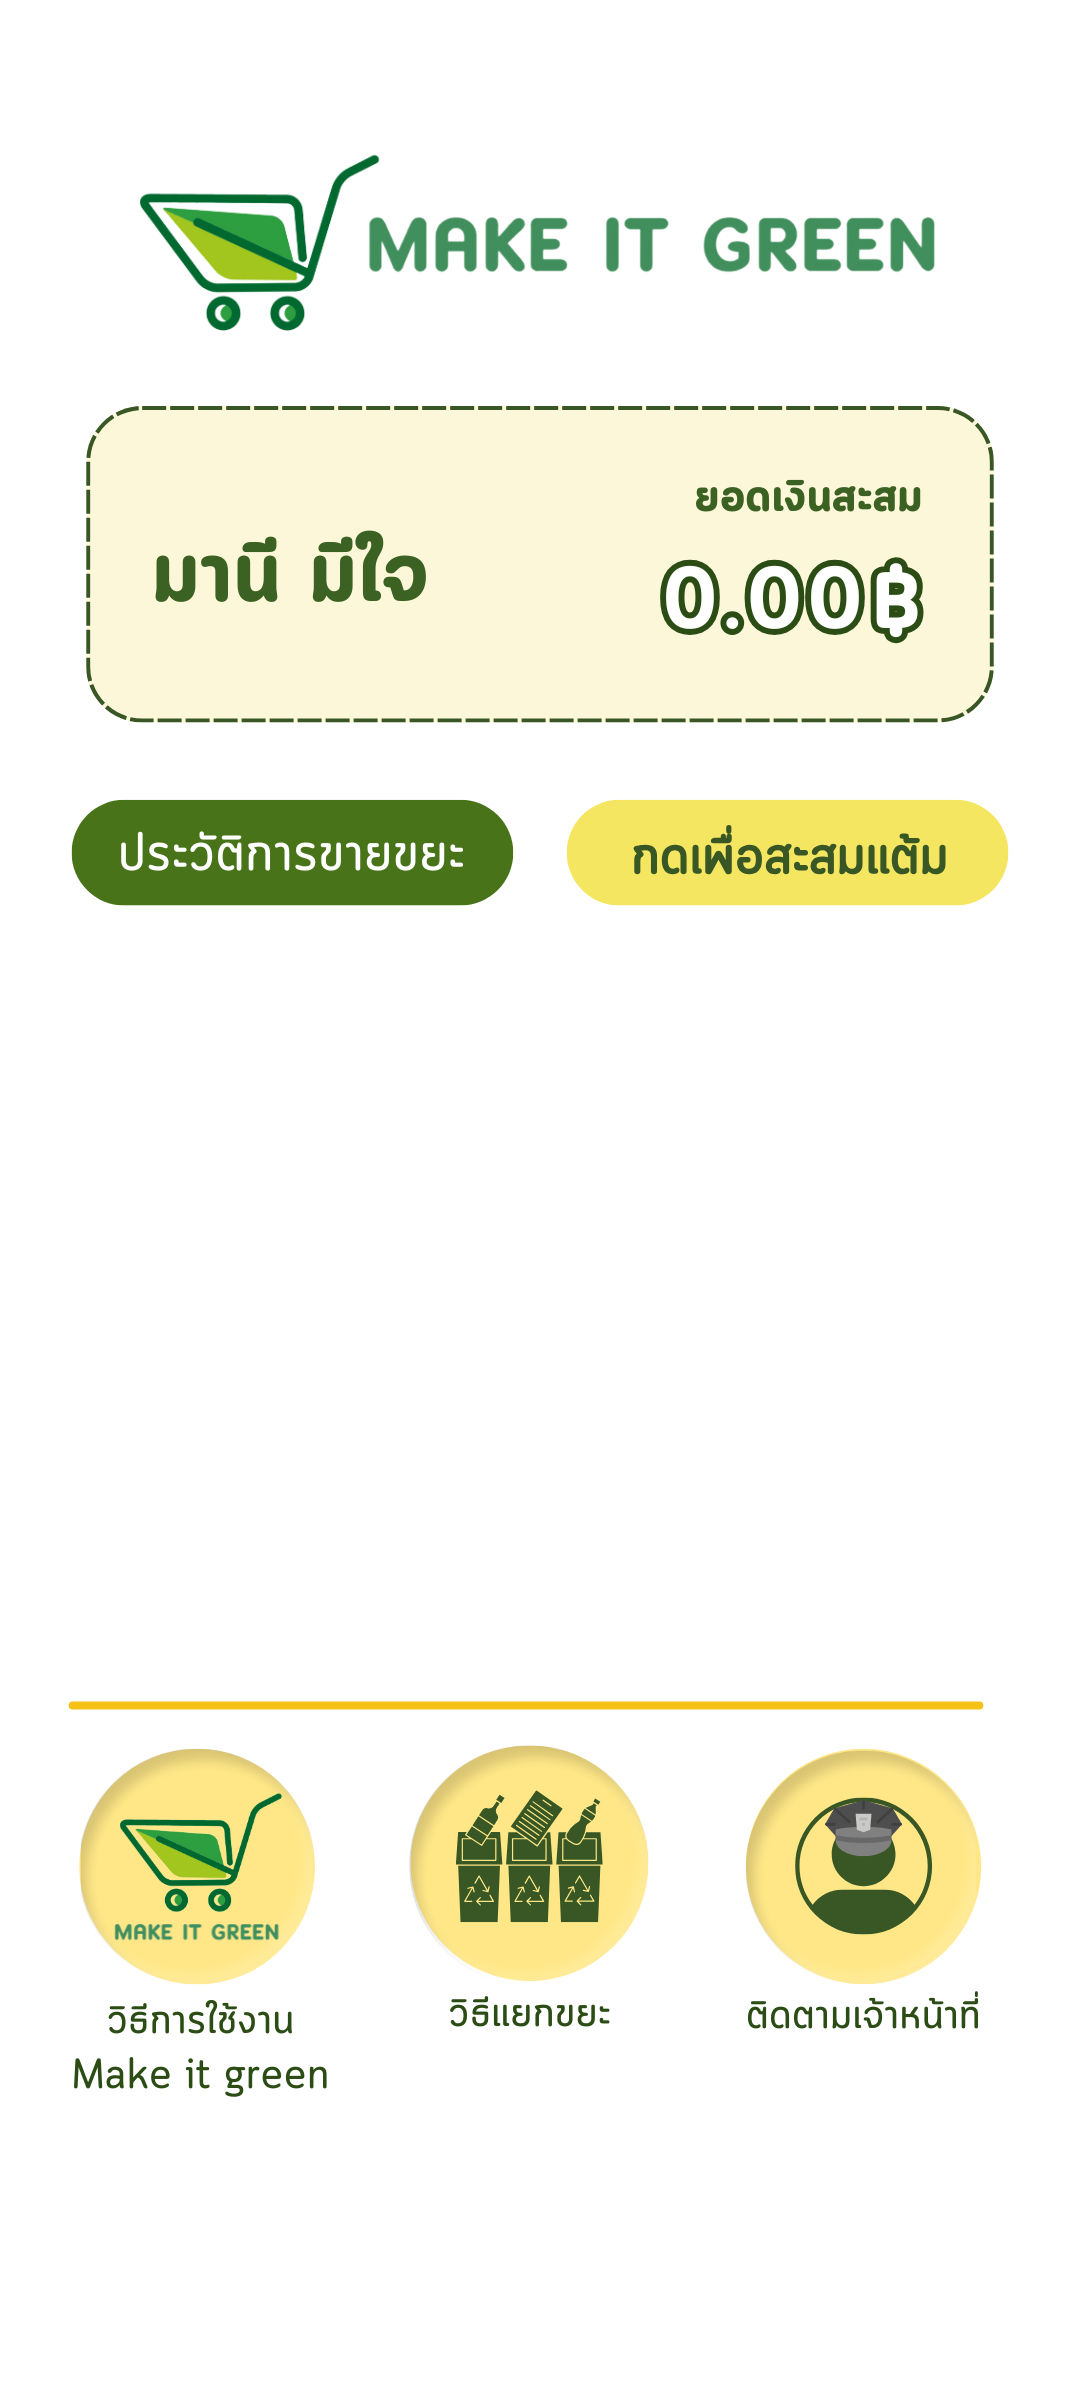 MAKE IT GREEN
ยอดเงินสะสม
มานี มีใจ
0.00฿
ประวัติการขายขยะ
กดเพื่อสะสมแต้ม
MAKE IT GREEN
วิธีการใช้งาน
Make it green
วิธีแยกขยะ
ติดตามเจ้าหน้าที่